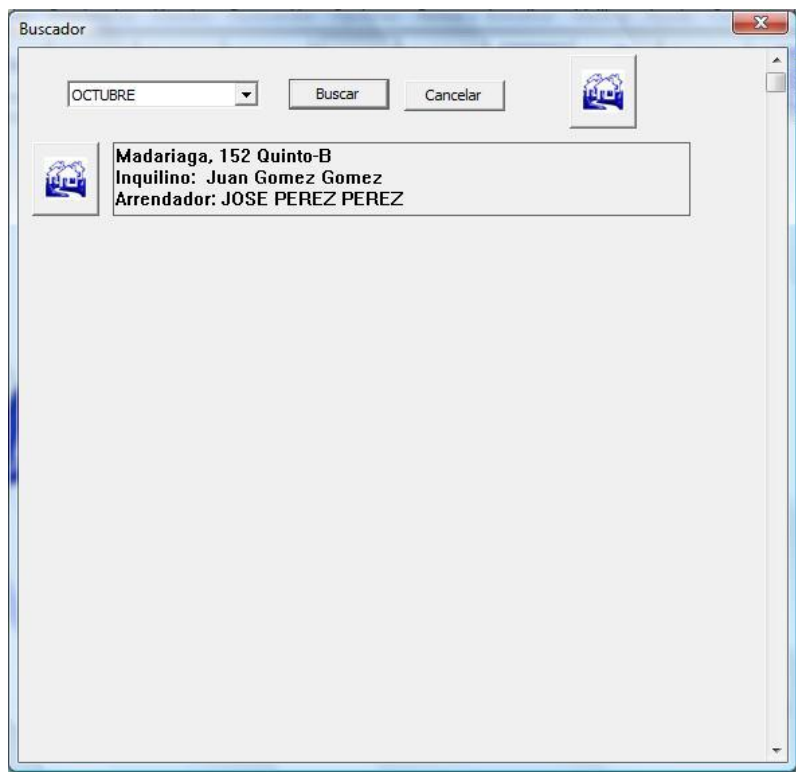 Buscador
OCTUBRE
Buscar
Cancelar
Madariaga, 152 Quinto-B
Inquilino: Juan Gomez Gomez
Arrendador: JOSE PEREZ PEREZ